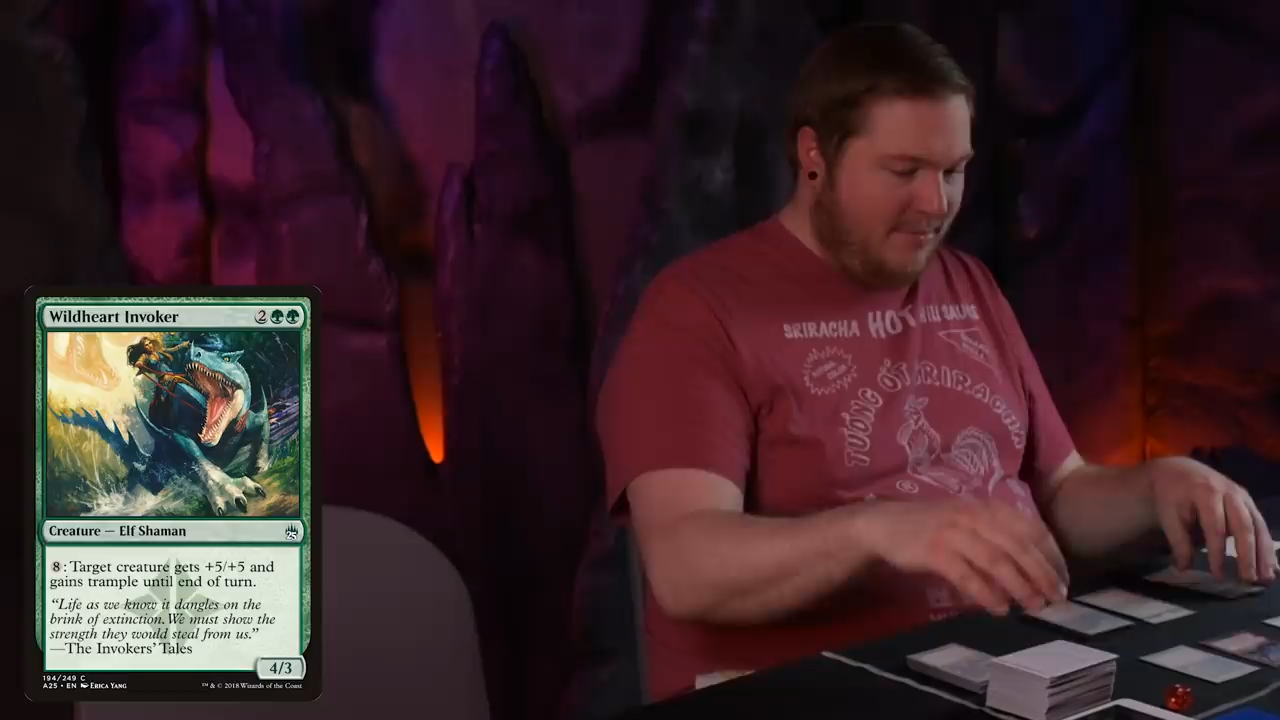 Wildheart Invoker 2
Creature — Elf Shaman
8: Target creature gets +5/+5 and
gains trample until end of turn.
“Life as we know it dangles on the
brink of extinction. We must show the
strength they would steal from us.”
—The Invokers’ Tales
4/3
194/249 C
A25 • EN Erica Yang ™ & © 2018 Wizards of the Coast
SRIRACHA HOT
TƯƠNG ỚT SRIRACHA